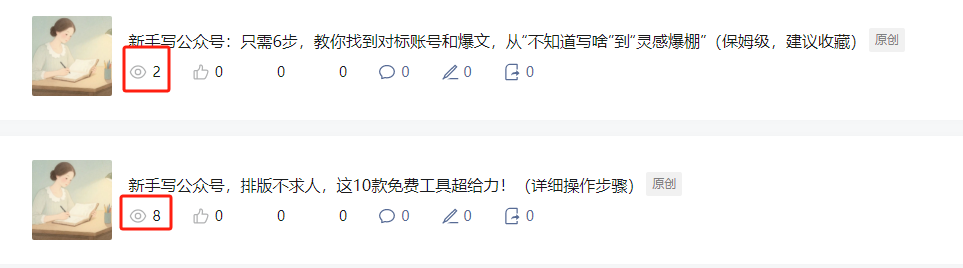 新手写公众号：只需6步，教你找到对标账号和爆文，从“不知道写啥”到“灵感爆棚”（保姆级，建议收藏） 原创
2 0 0 0 0 0 0
新手写公众号，排版不求人，这10款免费工具超给力！（详细操作步骤） 原创
8 0 0 0 0 0 0